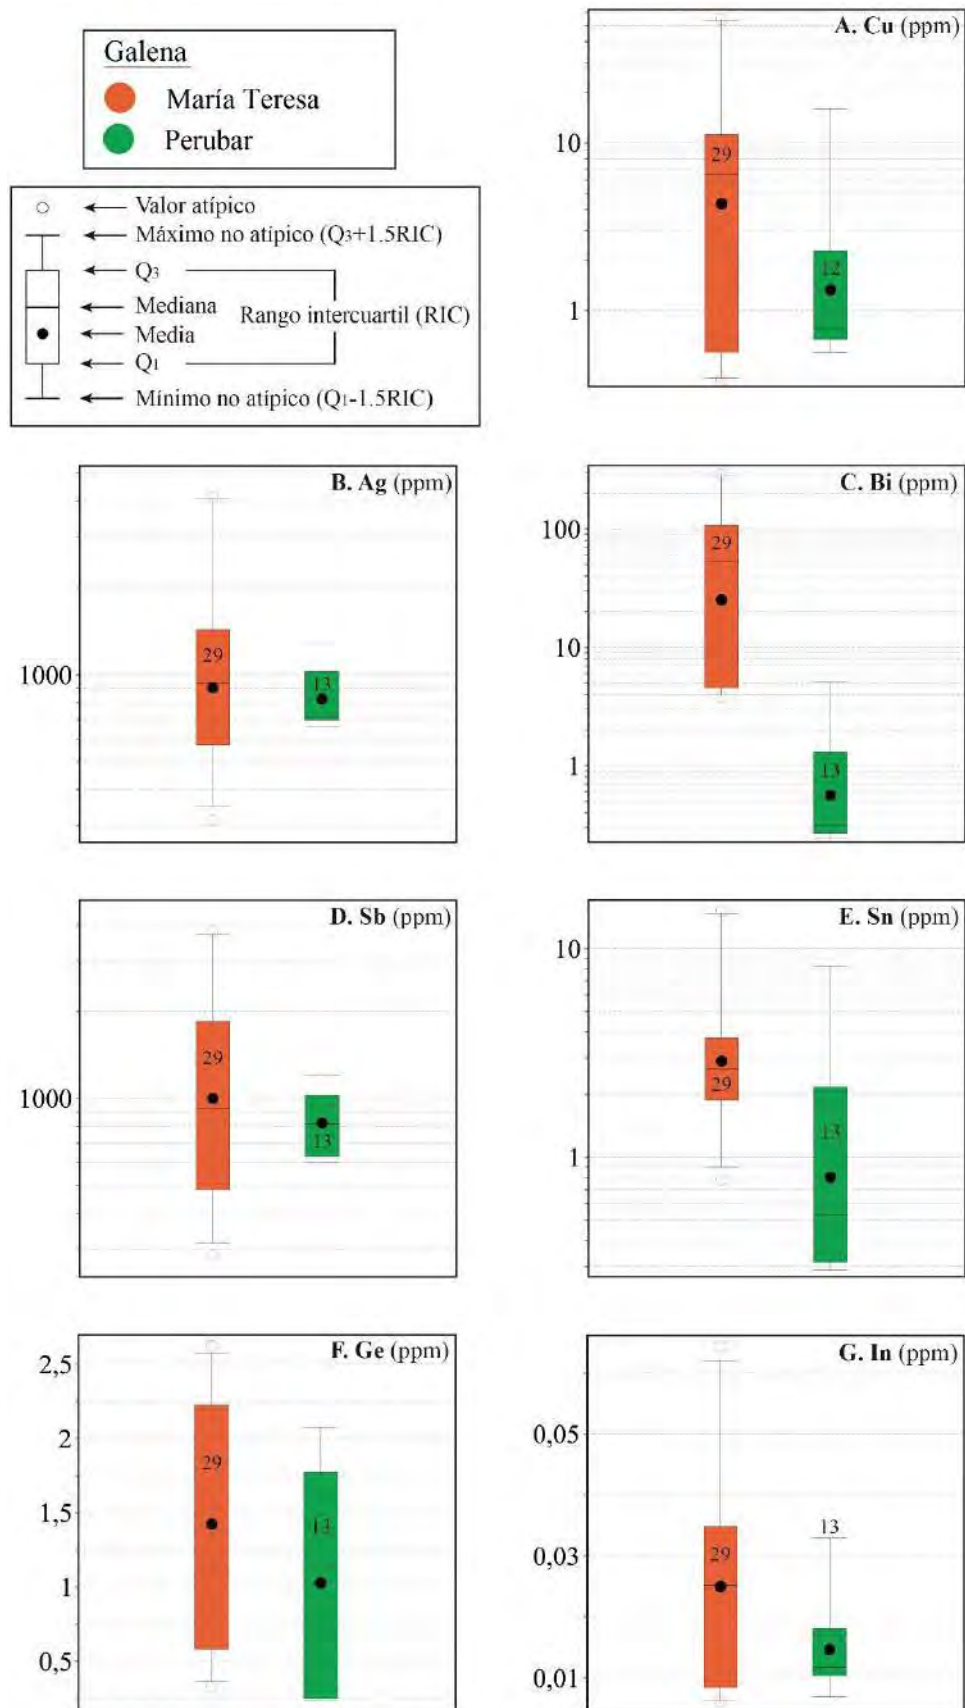 Galena
María Teresa
Perubar
Valor atípico
Máximo no atípico (Q3+1.5RIC)
Q3
Mediana
Rango intercuartil (RIC)
Media
Q1
Mínimo no atípico (Q1-1.5RIC)
A. Cu (ppm)
10
1
29
12
B. Ag (ppm)
1000
29
13
C. Bi (ppm)
100
10
1
29
13
D. Sb (ppm)
1000
29
13
E. Sn (ppm)
10
1
29
13
F. Ge (ppm)
2,5
2
1,5
1
0,5
29
13
G. In (ppm)
0,05
0,03
0,01
29
13